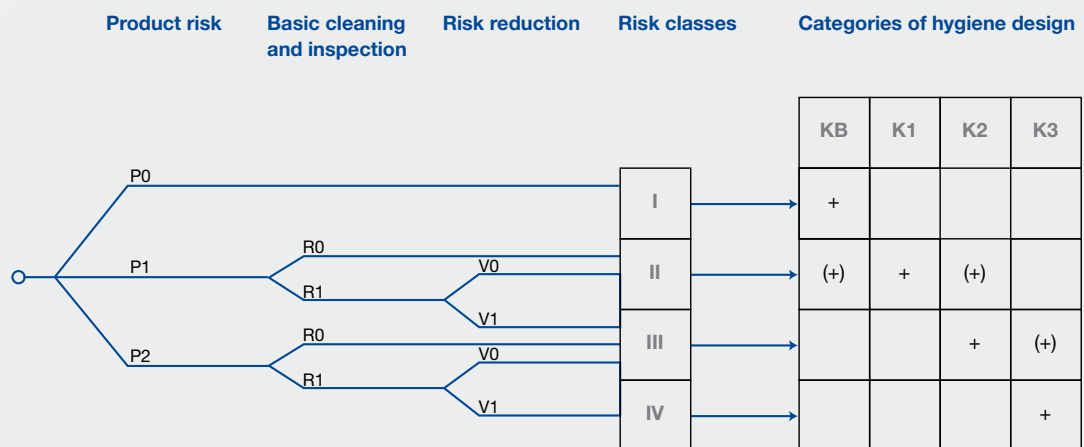 Product risk
Basic cleaning
and inspection
Risk reduction
Risk classes
Categories of hygiene design
KB K1 K2 K3
P0
I
+
R0
P1
V0
II
(+) + (+)
R1
V1
R0
III
+ (+)
P2
V0
R1
V1
IV
+